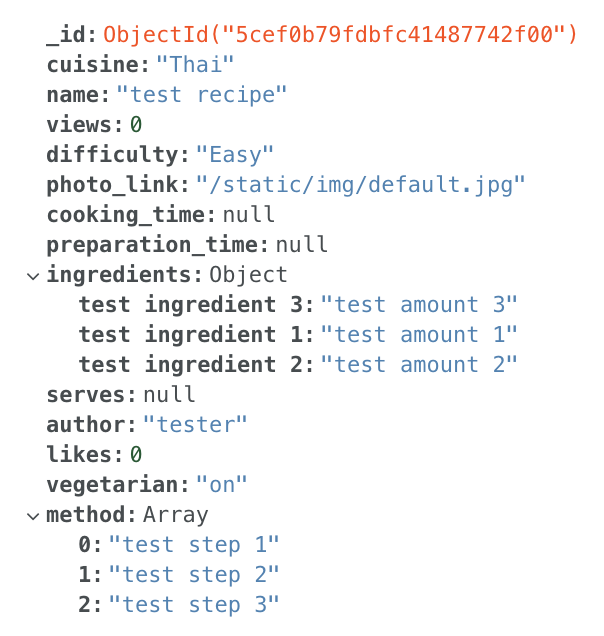 _id: ObjectId("5cef0b79fdbfc41487742f00")
cuisine: "Thai"
name: "test recipe"
views: 0
difficulty: "Easy"
photo_link: "/static/img/default.jpg"
cooking_time: null
preparation_time: null
ingredients: Object
test ingredient 3: "test amount 3"
test ingredient 1: "test amount 1"
test ingredient 2: "test amount 2"
serves: null
author: "tester"
likes: 0
vegetarian: "on"
method: Array
0: "test step 1"
1: "test step 2"
2: "test step 3"